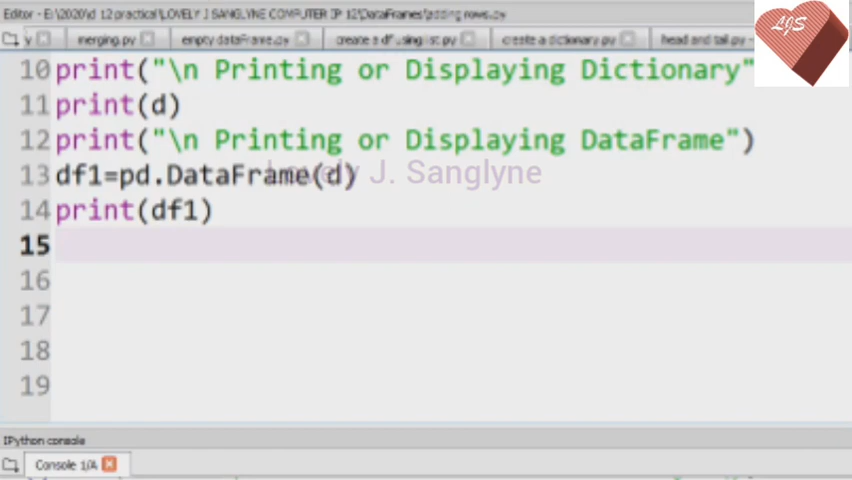 Editor - E:\2020\d 12 practical\LOVELY J SANGLYNE COMPUTER IP 12\DataFrames\adding rows.py
y merging.py empty dataFrame.py create a df using list.py create a dictionary.py head and tail.py
LJS
10 print("\n Printing or Displaying Dictionary"
11 print(d)
12 print("\n Printing or Displaying DataFrame")
13 df1=pd.DataFrame(d)
Lovely J. Sanglyne
14 print(df1)
15
16
17
18
19
IPython console
Console 1/A